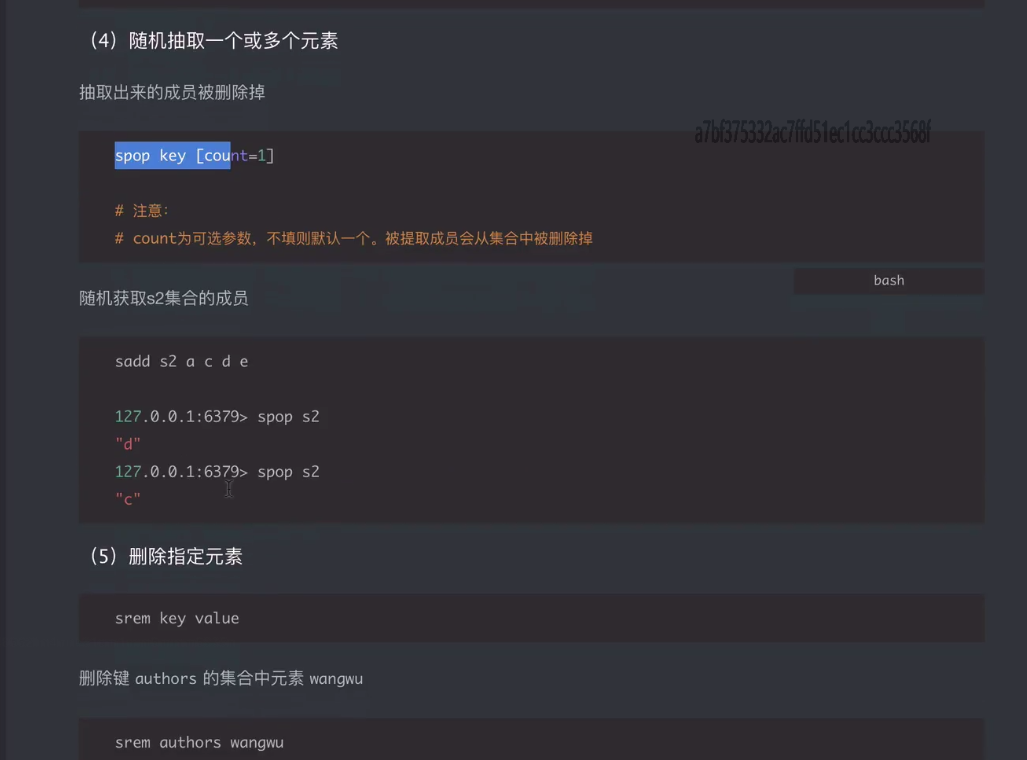 （4）随机抽取一个或多个元素
抽取出来的成员被删除掉
a7bf375332ac7ffd51ec1cc3ccc3568f
spop key [count=1]
# 注意：
# count为可选参数，不填则默认一个。被提取成员会从集合中被删除掉
bash
随机获取s2集合的成员
sadd s2 a c d e
127.0.0.1:6379> spop s2
"d"
127.0.0.1:6379> spop s2
"c"
（5）删除指定元素
srem key value
删除键 authors 的集合中元素 wangwu
srem authors wangwu